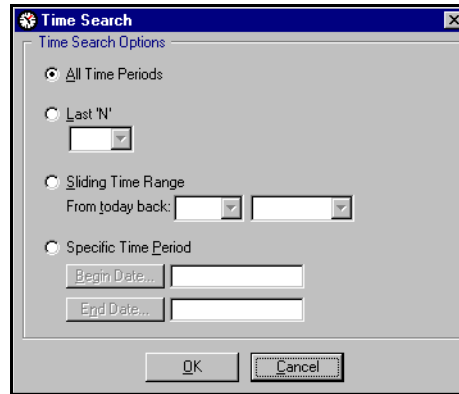 Time Search
Time Search Options
All Time Periods
Last 'N'
Sliding Time Range
From today back:
Specific Time Period
Begin Date...
End Date...
OK Cancel